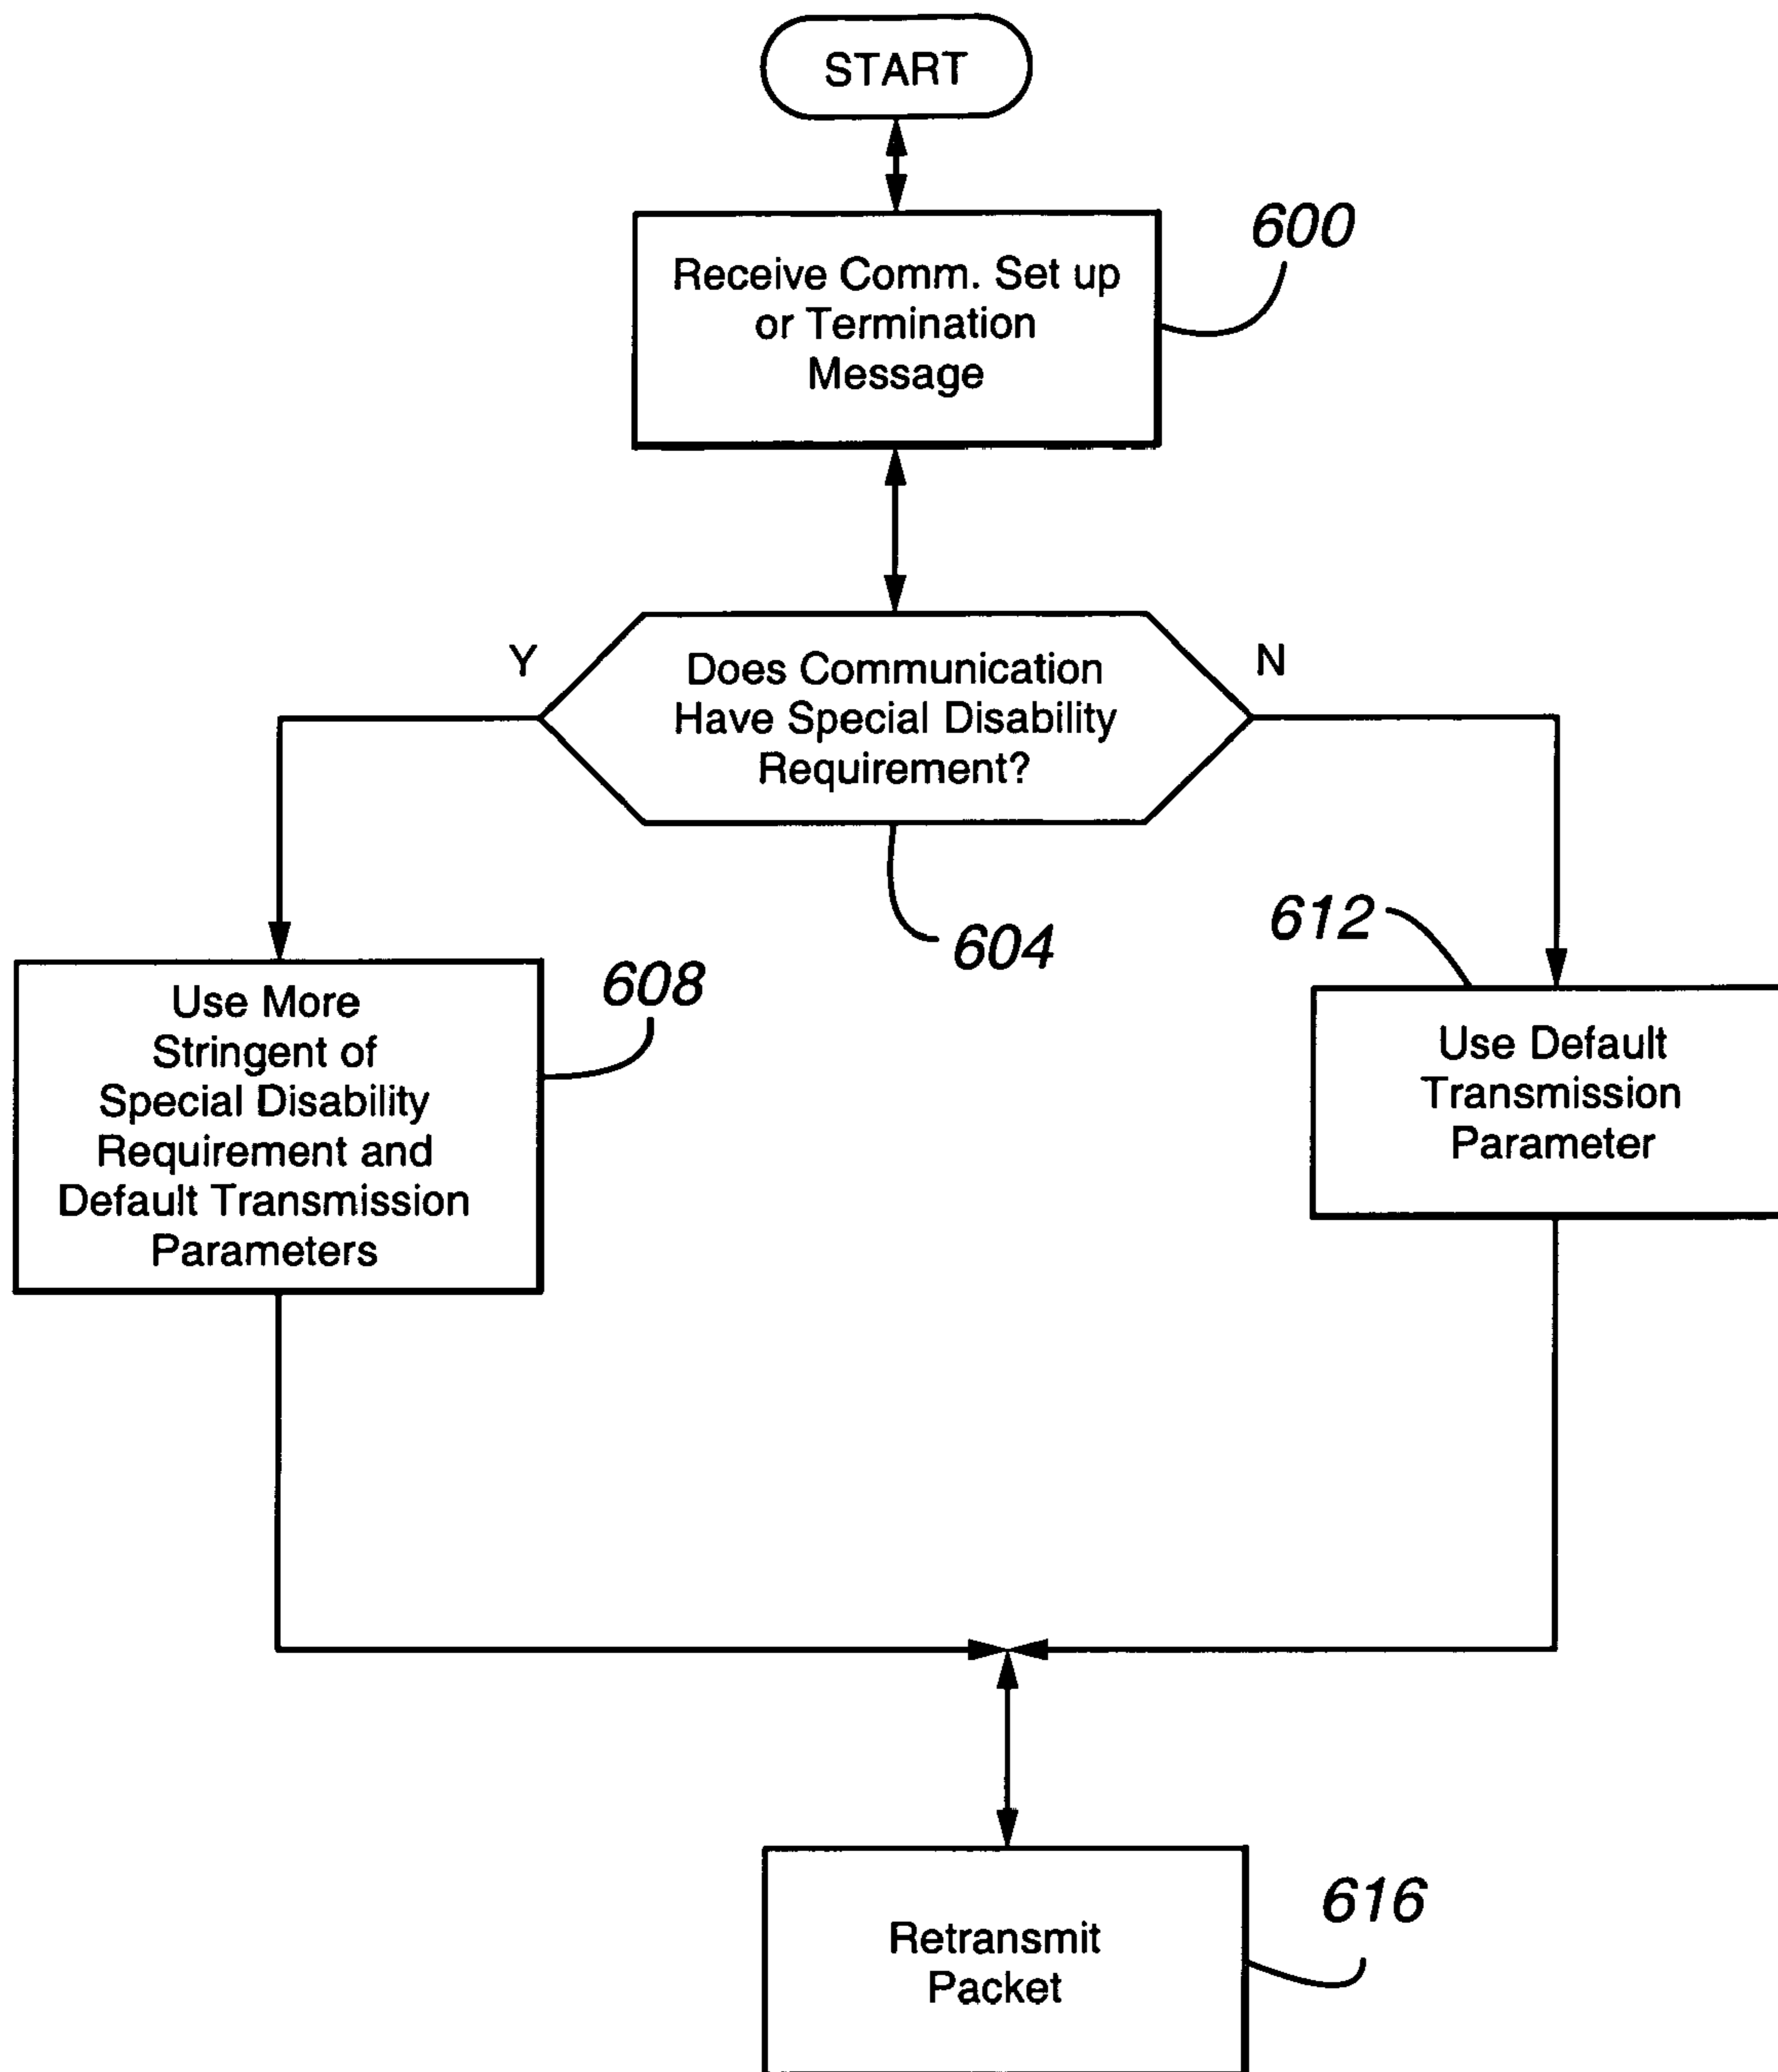 START
Receive Comm. Set up
or Termination
Message
600
Y
Does Communication
Have Special Disability
Requirement?
N
604
Use More
Stringent of
Special Disability
Requirement and
Default Transmission
Parameters
608
612
Use Default
Transmission
Parameter
Retransmit
Packet
616